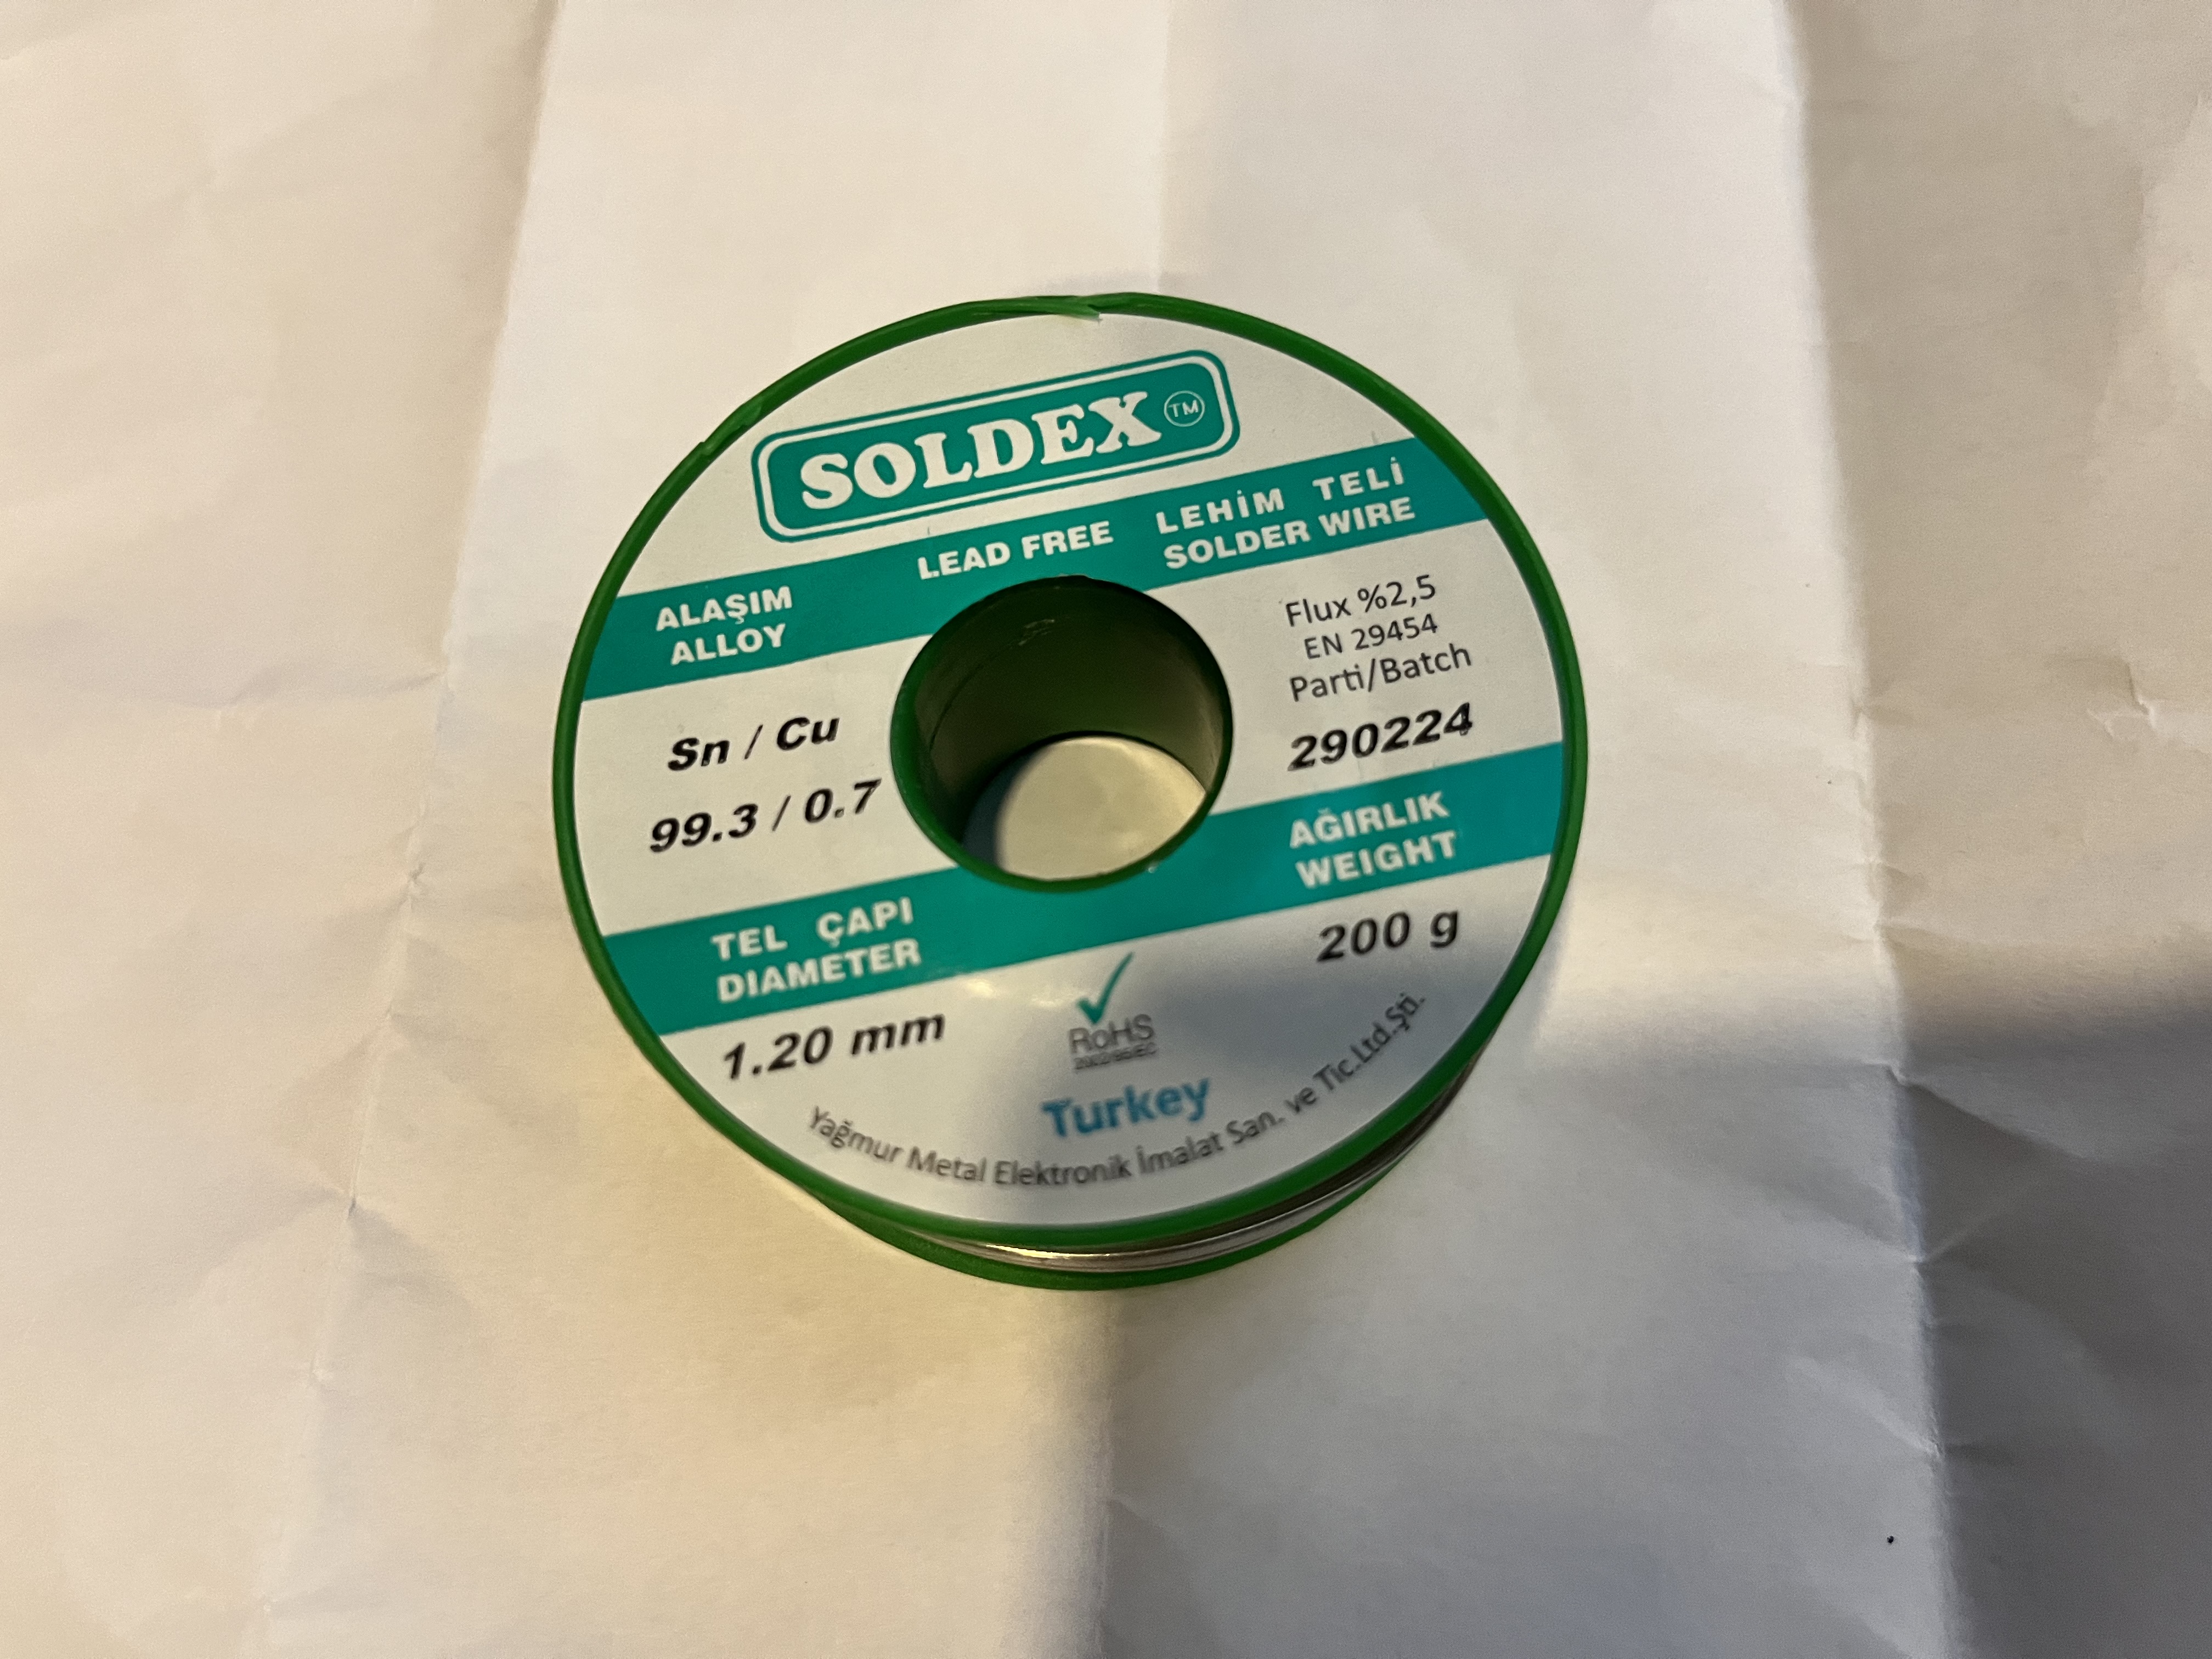 SOLDEX TM
LEAD FREE
LEHİM TELİ
SOLDER WIRE
ALAŞIM
ALLOY
Sn / Cu
99.3 / 0.7
Flux %2,5
EN 29454
Parti/Batch
290224
AĞIRLIK
WEIGHT
200 g
TEL ÇAPI
DIAMETER
1.20 mm
RoHS
Turkey
Yağmur Metal Elektronik İmalat San. ve Tic.Ltd.Şti.